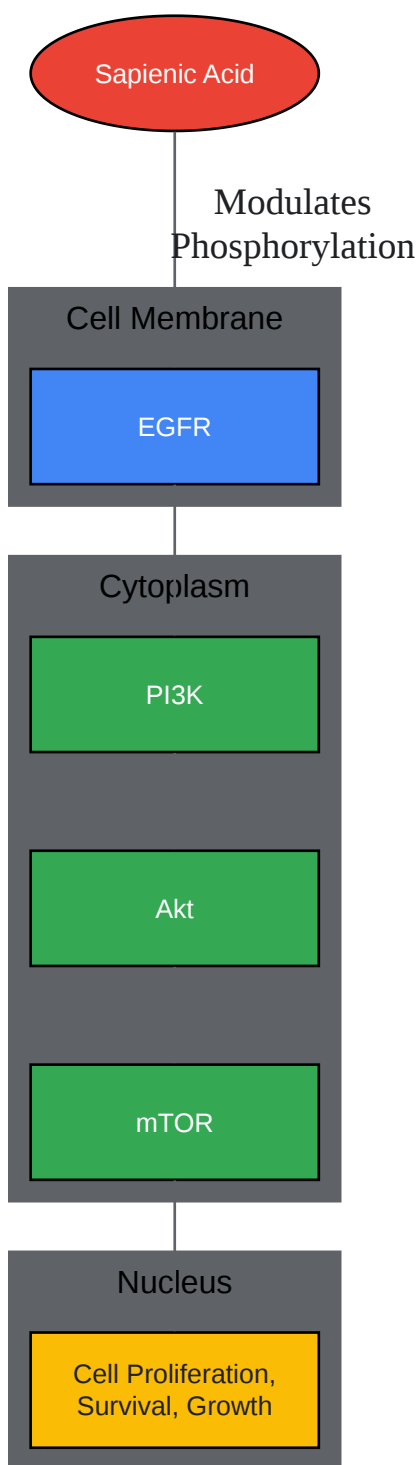 Sapienic Acid
Modulates
Phosphorylation
Cell Membrane
EGFR
Cytoplasm
PI3K
Akt
mTOR
Nucleus
Cell Proliferation,
Survival, Growth